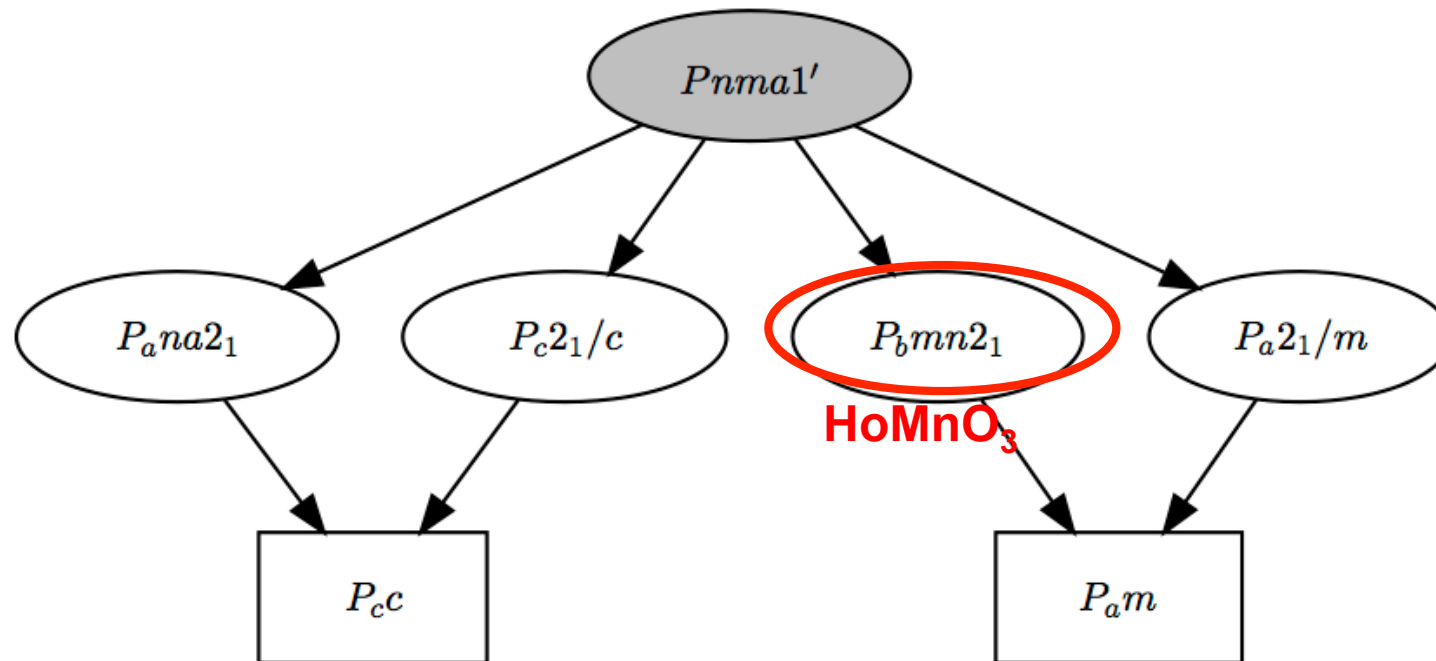 Pnma1′
P_ana2_1
P_c2_1/c
P_bmn2_1
P_a2_1/m
HoMnO_3
P_cc
P_am